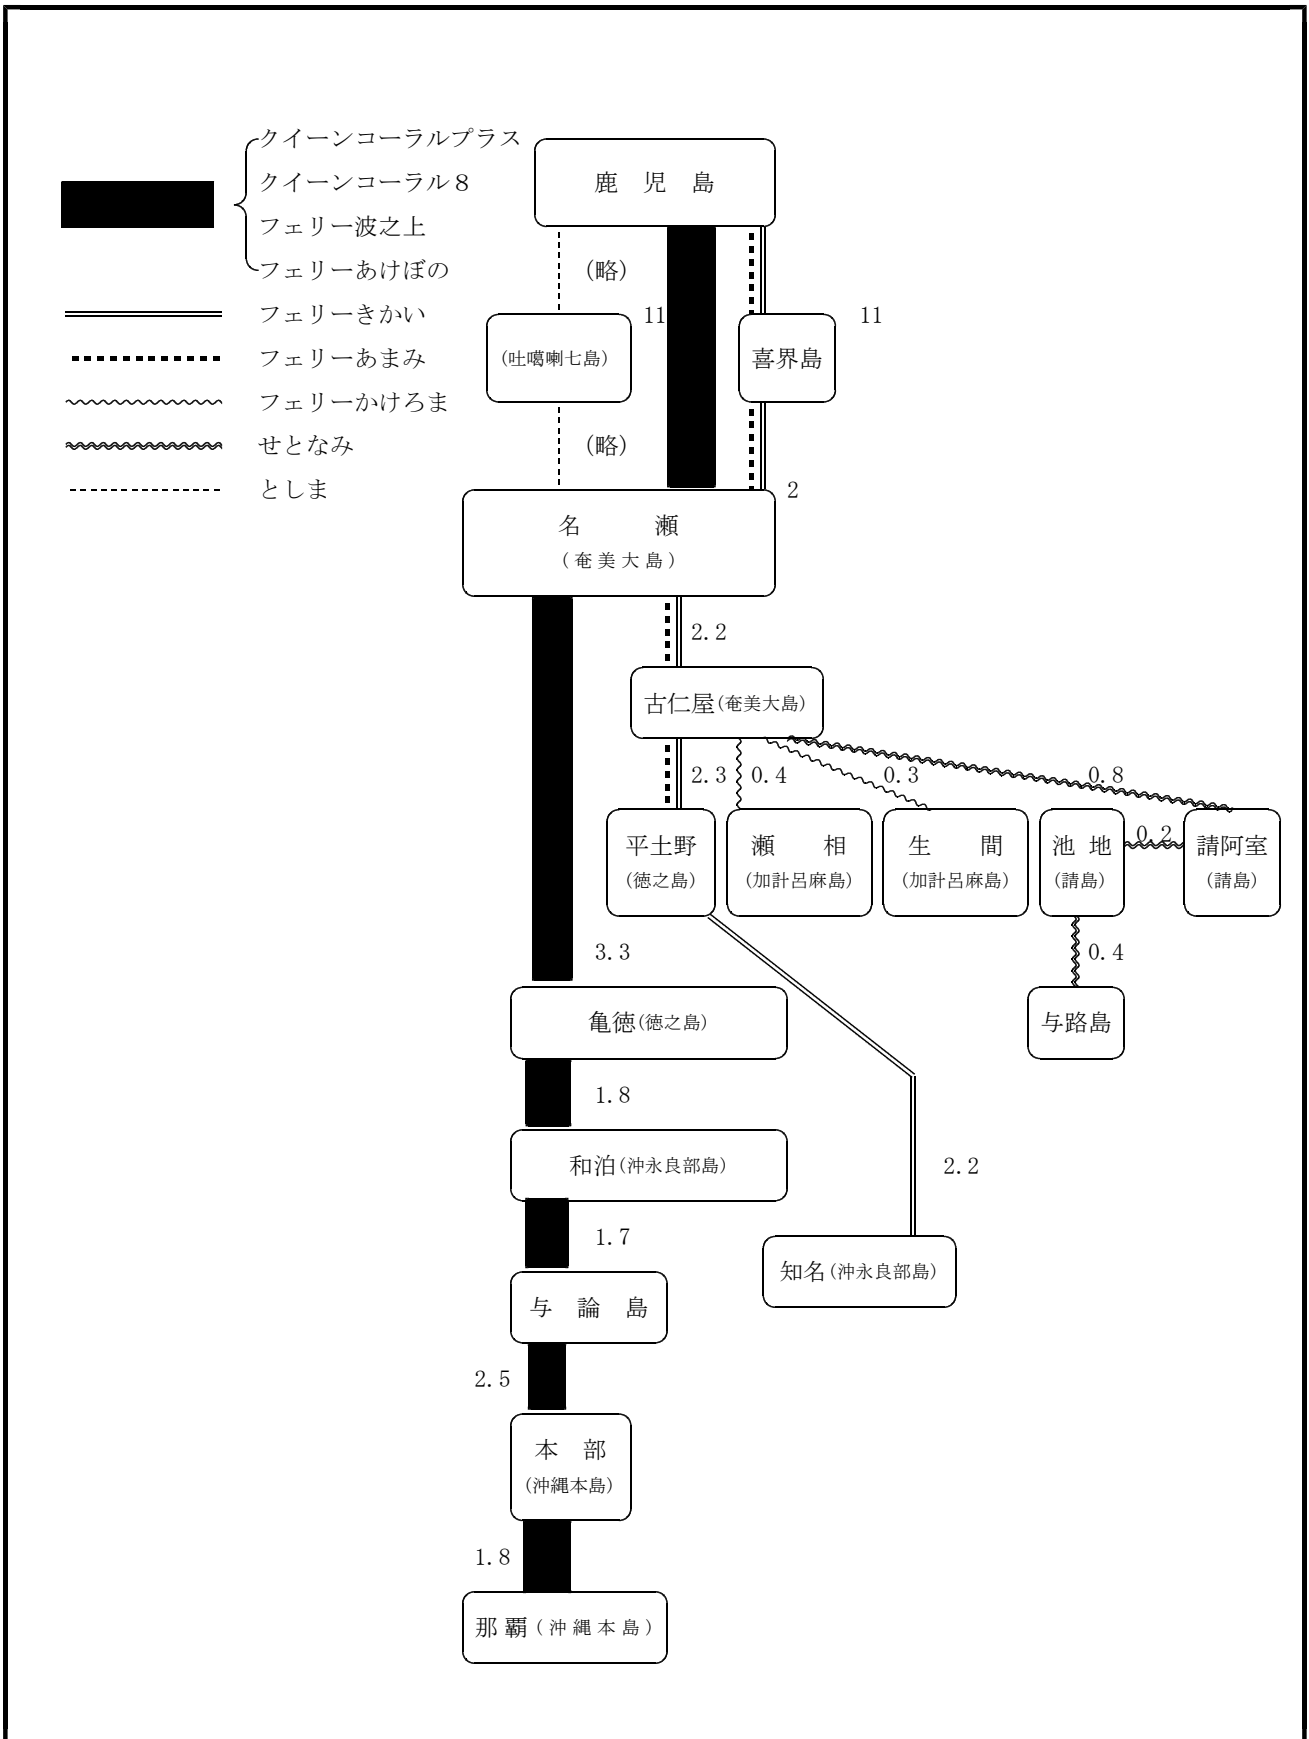 クイーンコーラルプラス
クイーンコーラル８
フェリー波之上
フェリーあけぼの
フェリーきかい
フェリーあまみ
フェリーかけろま
せとなみ
としま
鹿児島
(略)
11
11
(吐噶喇七島)
喜界島
(略)
2
名瀬
(奄美大島)
2.2
古仁屋(奄美大島)
2.3
0.4
0.3
0.8
0.2
平土野
(徳之島)
瀬相
(加計呂麻島)
生間
(加計呂麻島)
池地
(請島)
請阿室
(請島)
3.3
0.4
亀徳(徳之島)
与路島
1.8
和泊(沖永良部島)
2.2
1.7
知名(沖永良部島)
与論島
2.5
本部
(沖縄本島)
1.8
那覇(沖縄本島)